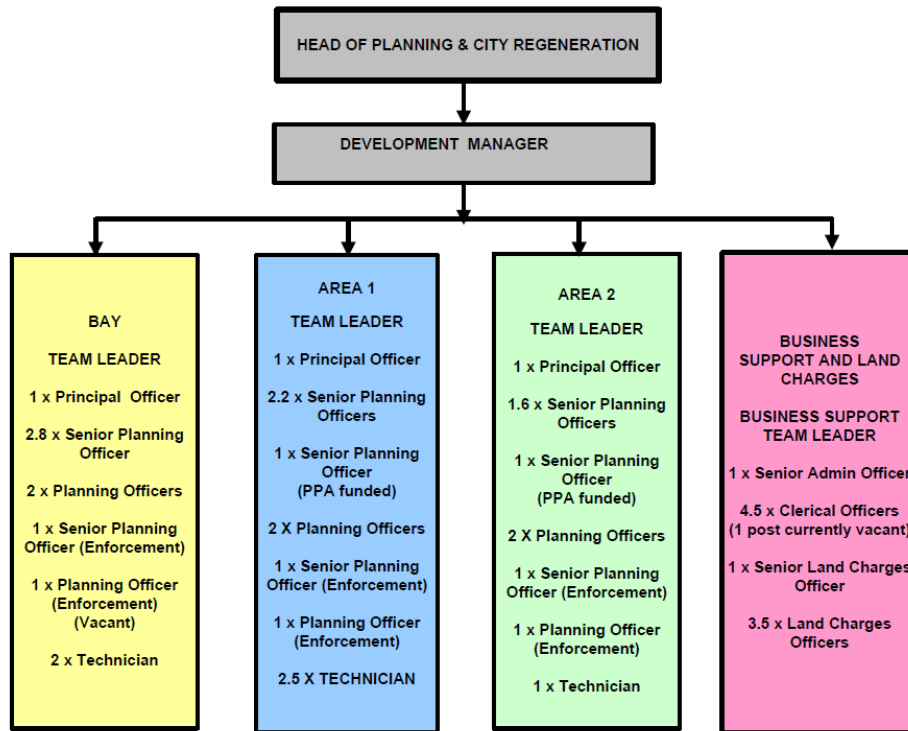 HEAD OF PLANNING & CITY REGENERATION
DEVELOPMENT MANAGER
BAY
TEAM LEADER
1 x Principal Officer
2.8 x Senior Planning
Officer
2 x Planning Officers
1 x Senior Planning
Officer (Enforcement)
1 x Planning Officer
(Enforcement)
(Vacant)
2 x Technician
AREA 1
TEAM LEADER
1 x Principal Officer
2.2 x Senior Planning
Officers
1 x Senior Planning
Officer
(PPA funded)
2 X Planning Officers
1 x Senior Planning
Officer (Enforcement)
1 x Planning Officer
(Enforcement)
2.5 X TECHNICIAN
AREA 2
TEAM LEADER
1 x Principal Officer
1.6 x Senior Planning
Officers
1 x Senior Planning
Officer
(PPA funded)
2 X Planning Officers
1 x Senior Planning
Officer (Enforcement)
1 x Planning Officer
(Enforcement)
1 x Technician
BUSINESS
SUPPORT AND LAND
CHARGES
BUSINESS SUPPORT
TEAM LEADER
1 x Senior Admin Officer
4.5 x Clerical Officers
(1 post currently vacant)
1 x Senior Land Charges
Officer
3.5 x Land Charges
Officers